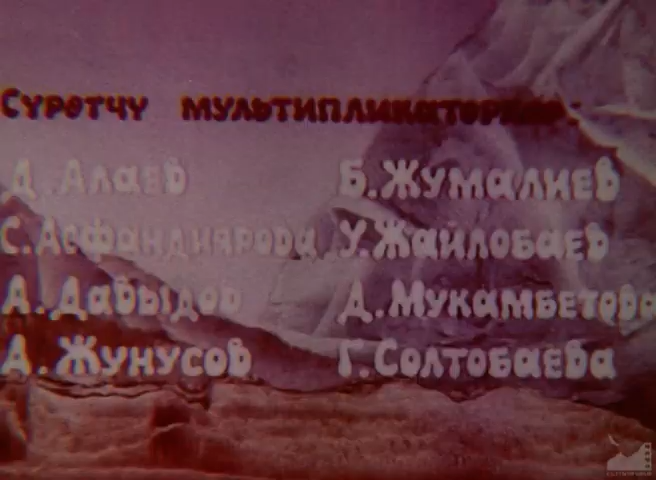 Сүрөтчү мультипликаторлор:
Д. Алаев Б. Жумалиев
С. Асфандиярова У. Жайлобаев
А. Давыдов Д. Мукамбетова
А. Жунусов Г. Солтобаева